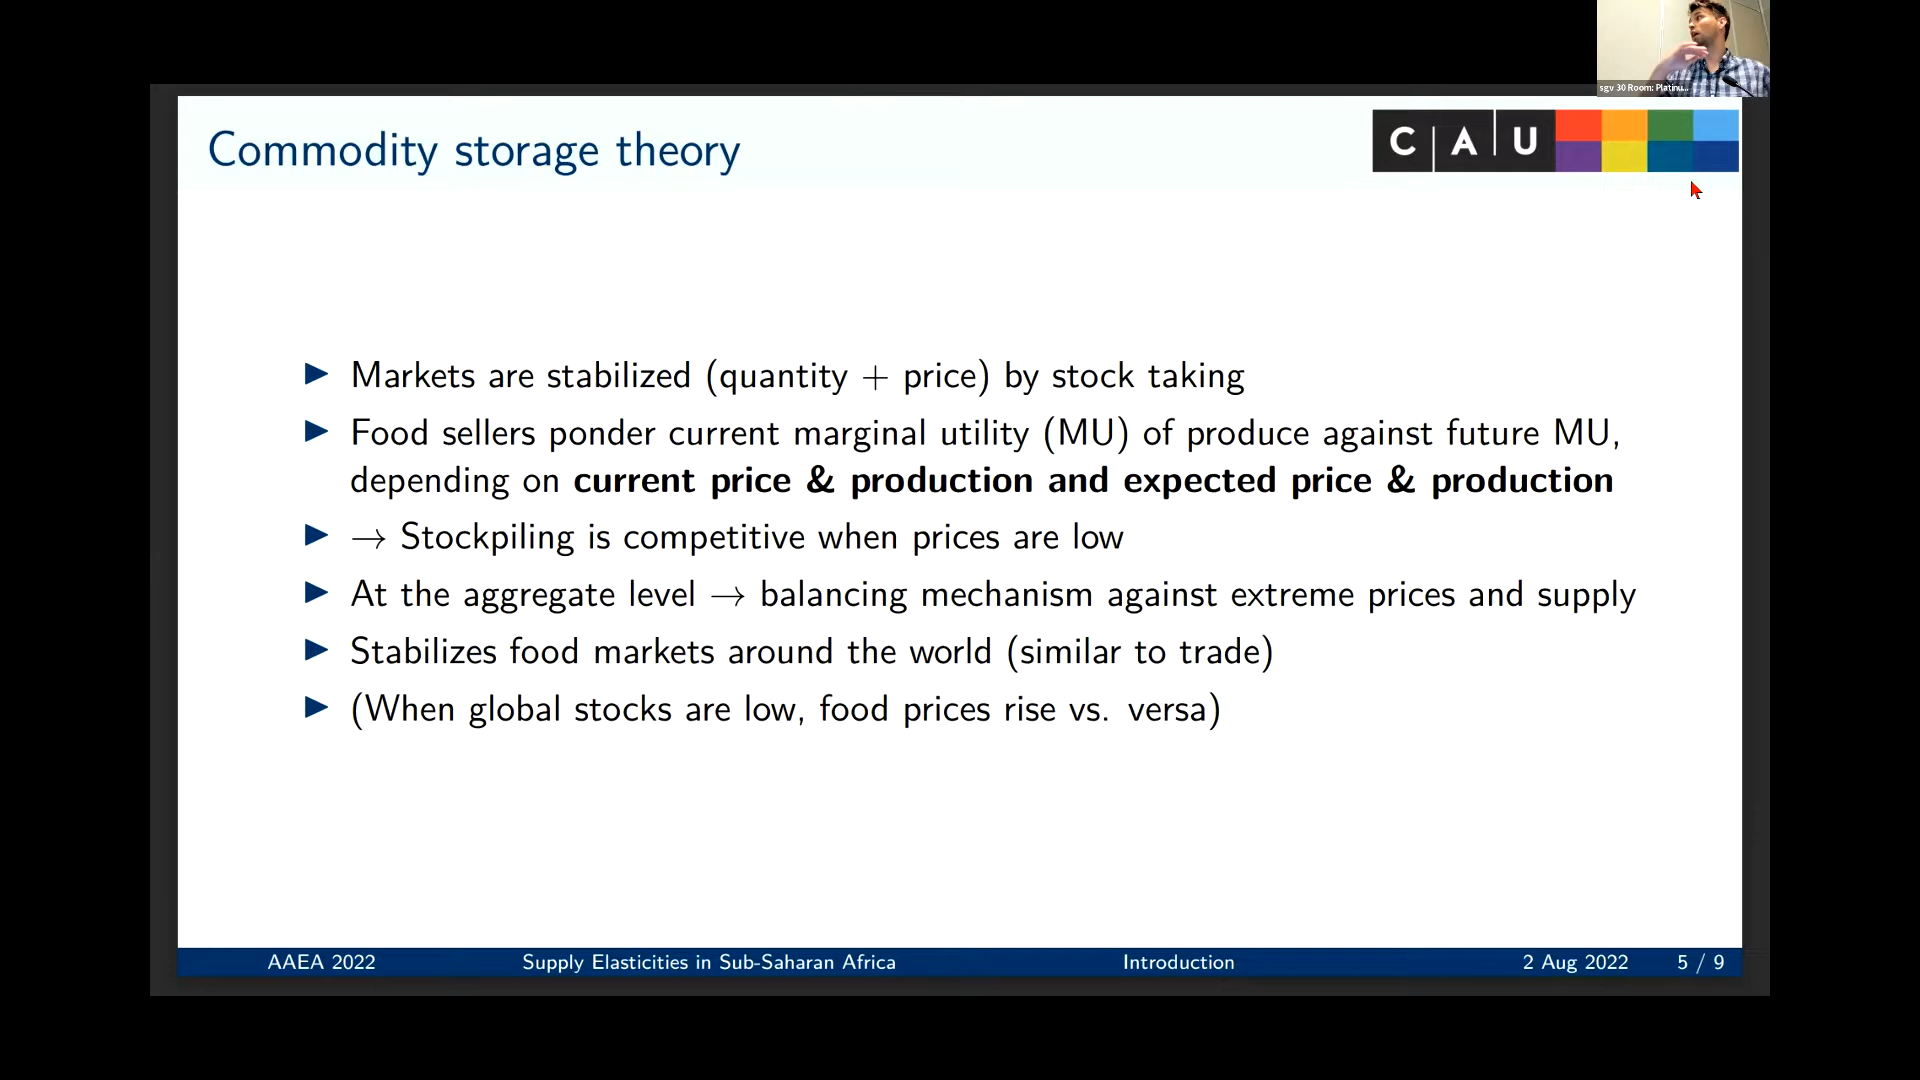 sgv 30 Room: Platinu...
Commodity storage theory
C A U
Markets are stabilized (quantity + price) by stock taking
Food sellers ponder current marginal utility (MU) of produce against future MU,
depending on current price & production and expected price & production
→ Stockpiling is competitive when prices are low
At the aggregate level → balancing mechanism against extreme prices and supply
Stabilizes food markets around the world (similar to trade)
(When global stocks are low, food prices rise vs. versa)
AAEA 2022 Supply Elasticities in Sub-Saharan Africa Introduction 2 Aug 2022 5 / 9